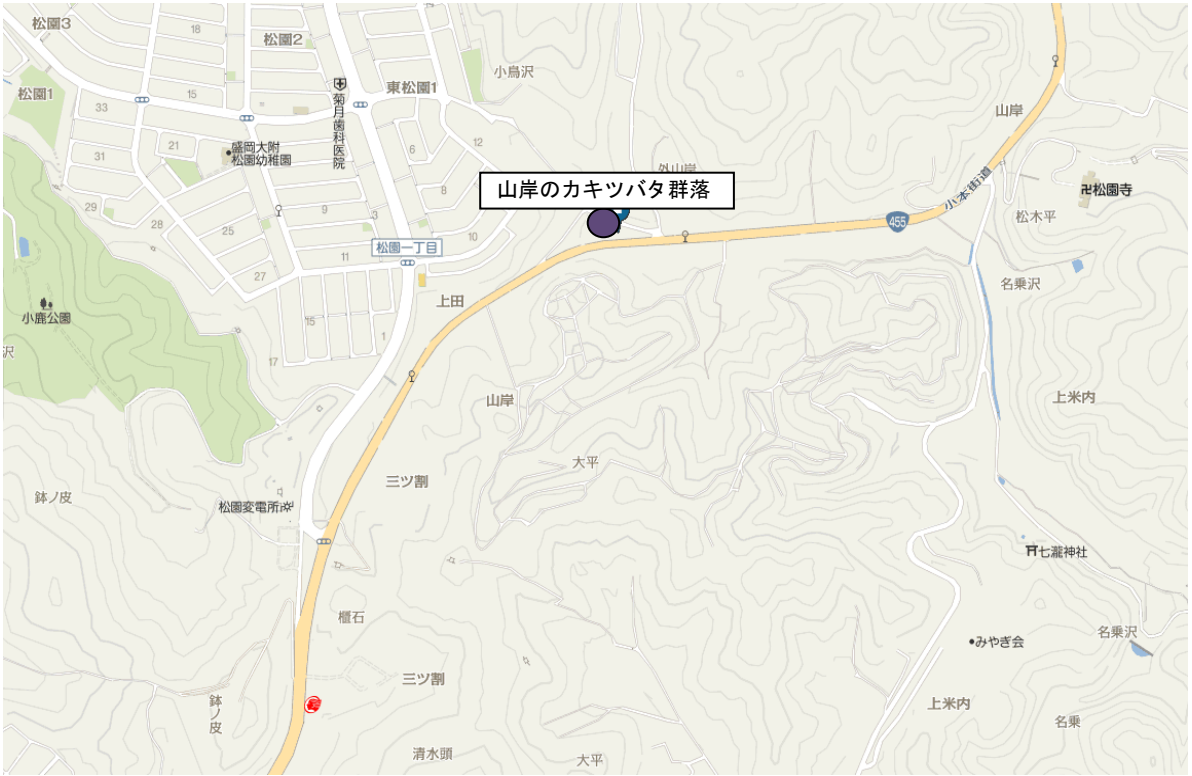 松園3
18
松園2
小鳥沢
松園1
33
15
東松園1
菊月歯科医院
山岸
21
盛岡大附
松園幼稚園
31
6
12
外山岸
8
山岸のカキツバタ群落
小本街道
卍松園寺
29
9
3
松木平
28
25
10
455
松園一丁目
11
27
名乗沢
上田
小鹿公園
15
1
沢
17
山岸
上米内
大平
三ツ割
鉢ノ皮
松園変電所
七瀧神社
櫃石
名乗沢
みやぎ会
三ツ割
鉢ノ皮
上米内
名乗
清水頭
大平